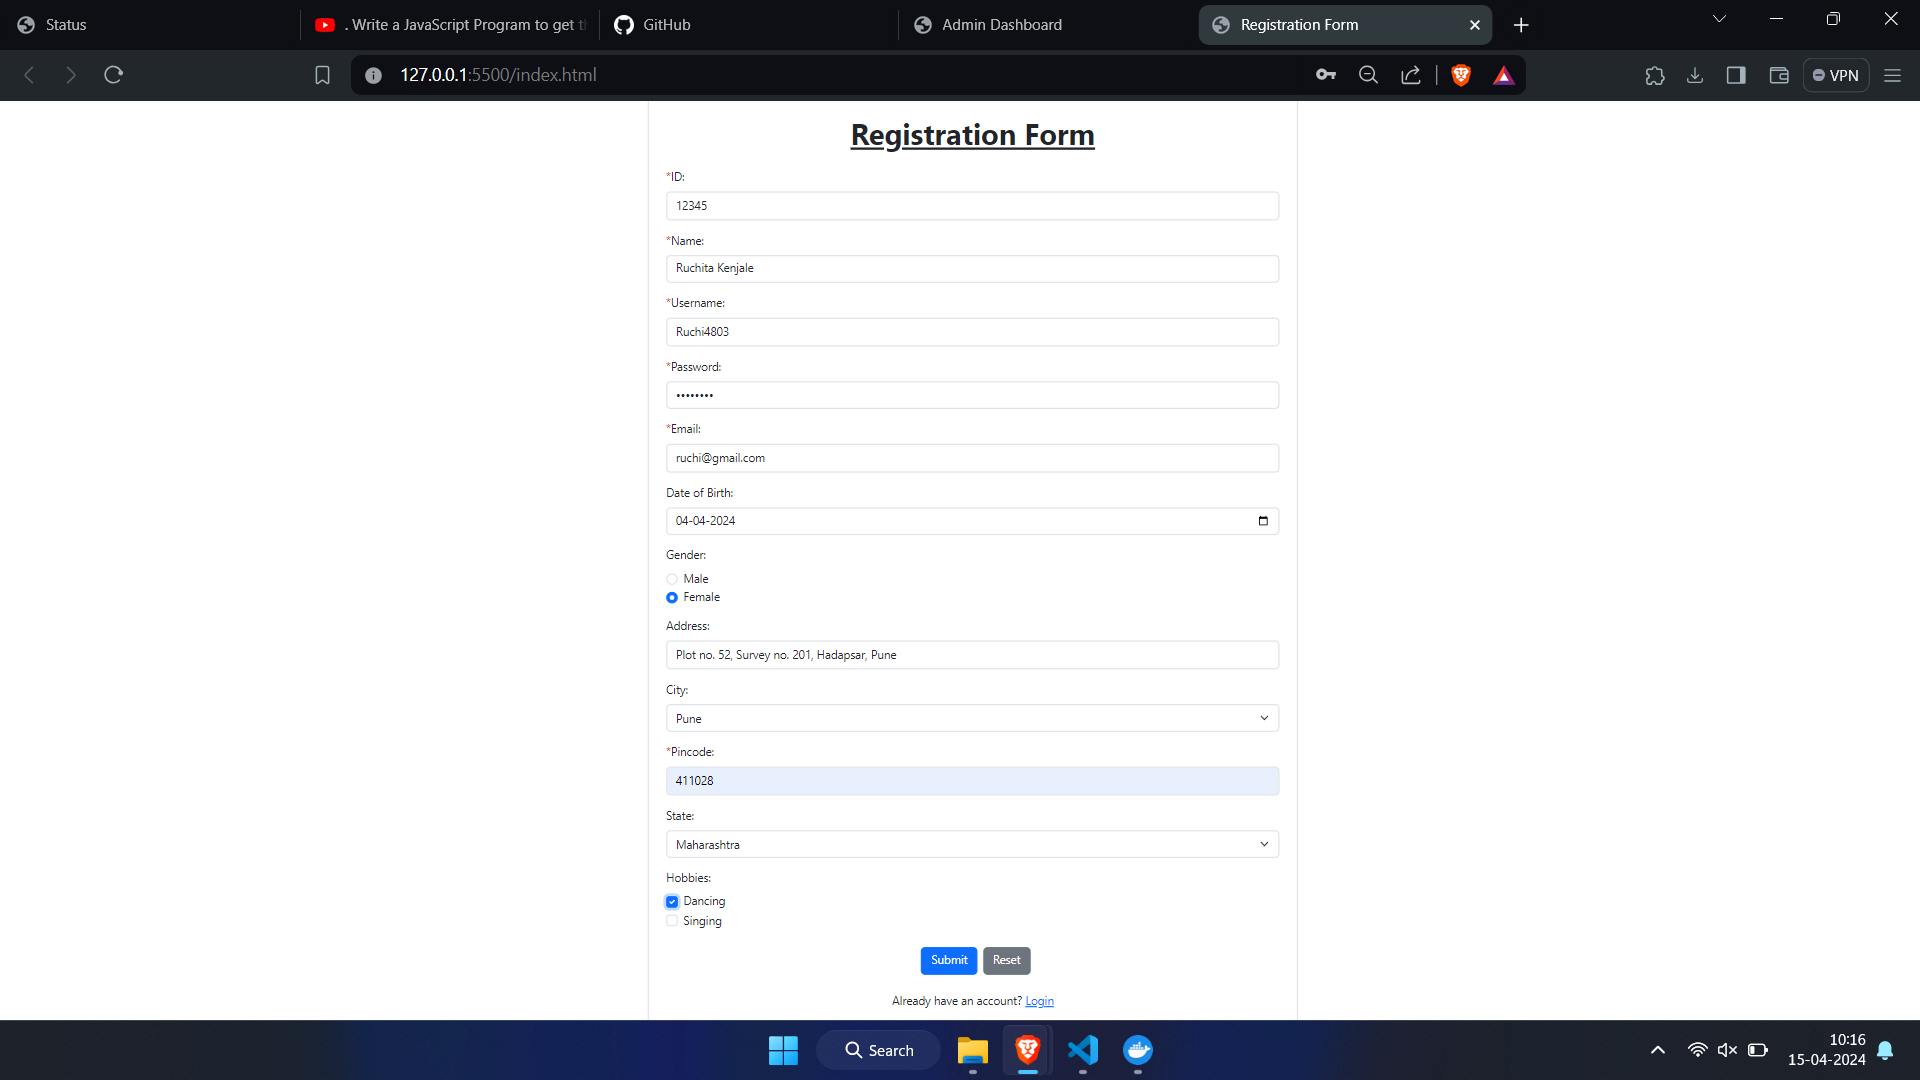 Status
. Write a JavaScript Program to get t
GitHub
Admin Dashboard
Registration Form
127.0.0.1:5500/index.html
VPN
Registration Form
*ID:
12345
*Name:
Ruchita Kenjale
*Username:
Ruchi4803
*Password:
••••••••
*Email:
ruchi@gmail.com
Date of Birth:
04-04-2024
Gender:
Male
Female
Address:
Plot no. 52, Survey no. 201, Hadapsar, Pune
City:
Pune
*Pincode:
411028
State:
Maharashtra
Hobbies:
Dancing
Singing
Submit Reset
Already have an account? Login
Search
10:16
15-04-2024